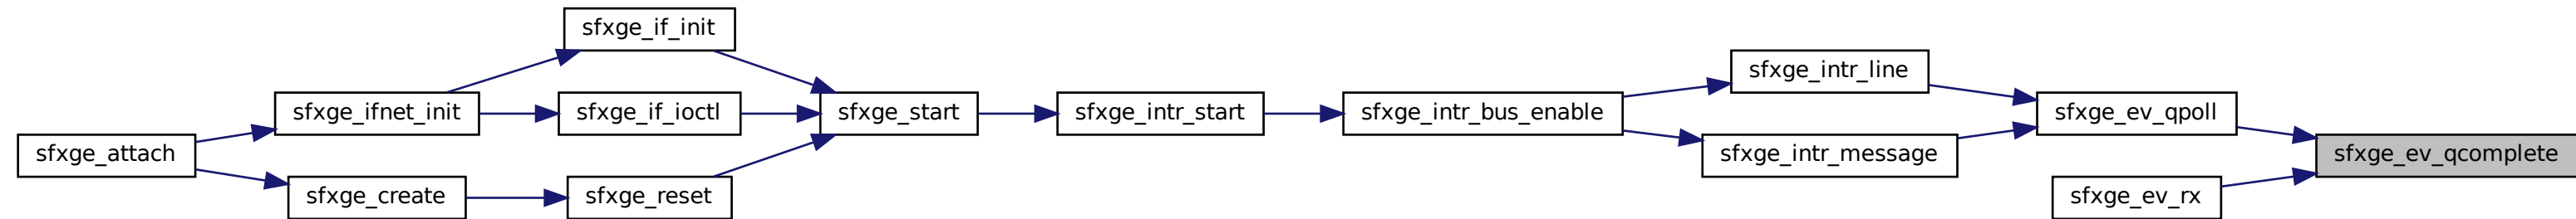 sfxge_if_init
sfxge_intr_line
sfxge_ifnet_init
sfxge_if_ioctl
sfxge_start
sfxge_intr_start
sfxge_intr_bus_enable
sfxge_ev_qpoll
sfxge_attach
sfxge_intr_message
sfxge_ev_qcomplete
sfxge_create
sfxge_reset
sfxge_ev_rx